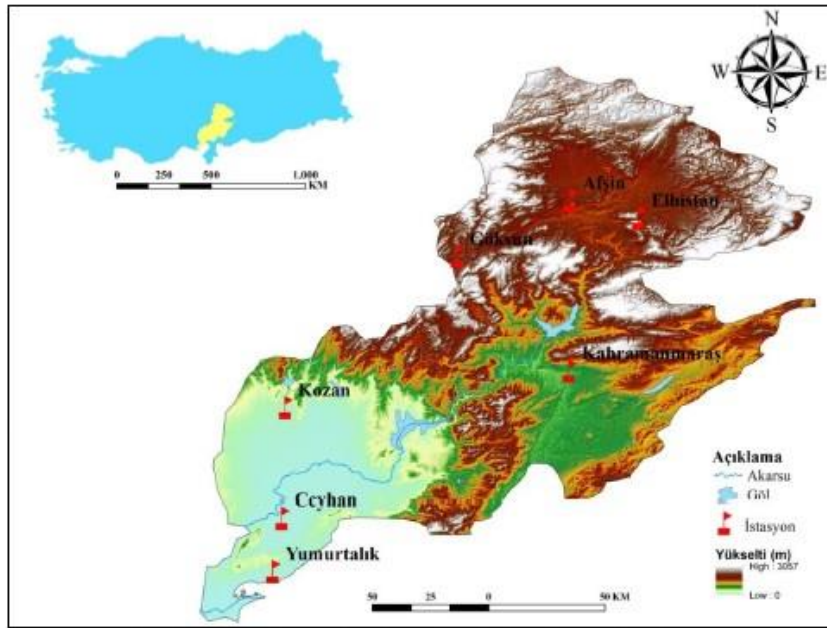 N
W E
S
0 250 500 1.000
KM
Afşin
Elbistan
Göksun
Kahramanmaraş
Kozan
Açıklama
Akarsu
Göl
Ceyhan
İstasyon
Yumurtalık
Yükselti (m)
High : 3057
Low : 0
50 25 0 50 KM